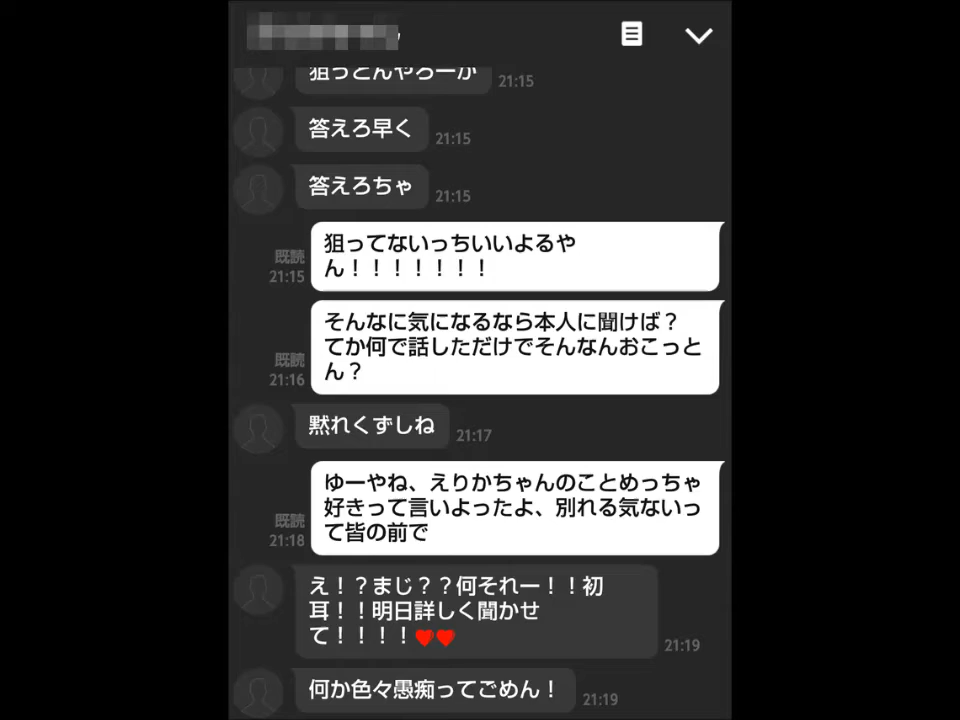 狙っとんやろーが
21:15
答えろ早く
21:15
答えろちゃ
21:15
狙ってないっちいいよるや
ん！！！！！！！
既読
21:15
そんなに気になるなら本人に聞けば？
てか何で話しただけでそんなんおこっと
ん？
既読
21:16
黙れくずしね
21:17
ゆーやね、えりかちゃんのことめっちゃ
好きって言いよったよ、別れる気ないっ
て皆の前で
既読
21:18
え！？まじ？？何それー！！初
耳！！明日詳しく聞かせ
て！！！！♥♥
21:19
何か色々愚痴ってごめん！
21:19